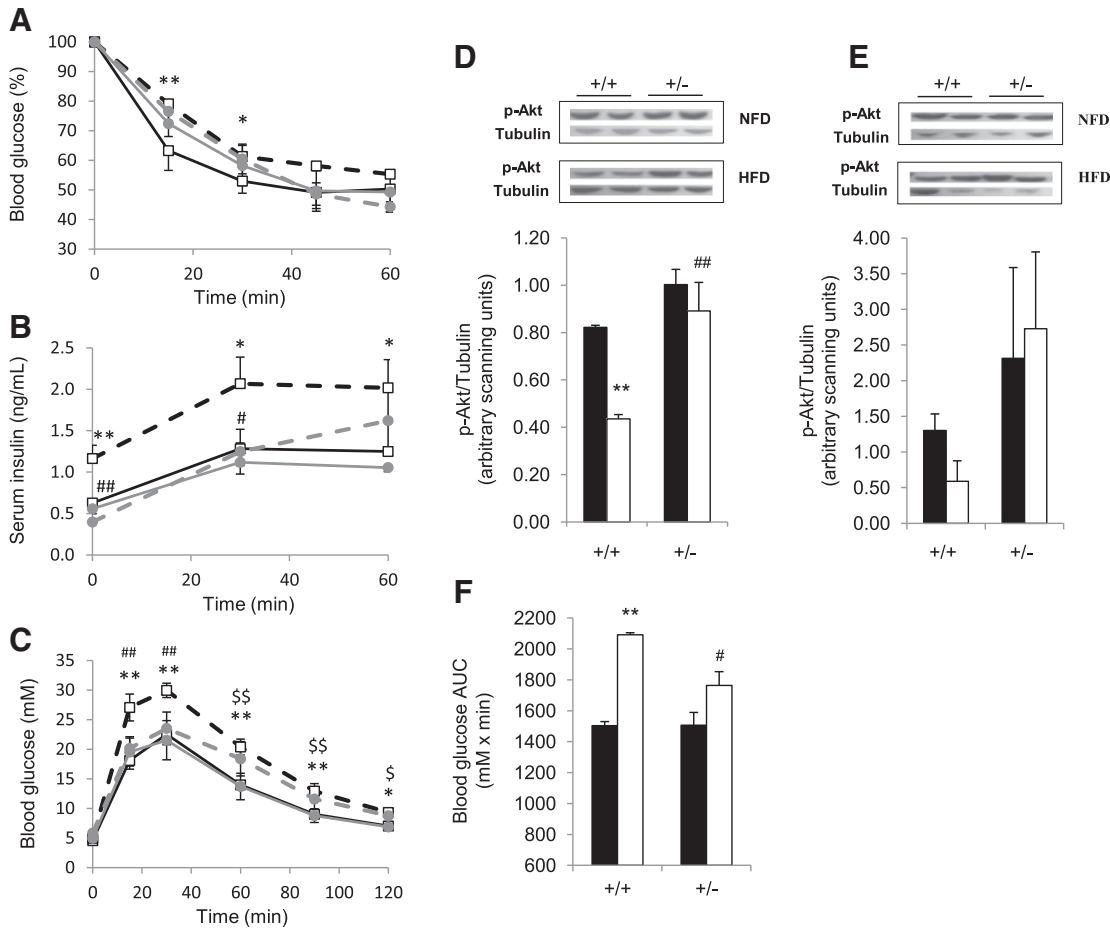 A
100
90
80
70
60
50
40
30
Blood glucose (%)
**
*
0 20 40 60
Time (min)
B
2.5
2.0
1.5
1.0
0.5
0.0
Serum insulin (ng/mL)
**
##
*
#
*
0 20 40 60
Time (min)
C
35
30
25
20
15
10
5
0
Blood glucose (mM)
## ##
** **
$$
**
$$
**
$
*
0 20 40 60 80 100 120
Time (min)
D
+/+ +/-
p-Akt
Tubulin
NFD
p-Akt
Tubulin
HFD
1.20
1.00
0.80
0.60
0.40
0.20
0.00
p-Akt/Tubulin
(arbitrary scanning units)
**
##
+/+ +/-
E
+/+ +/-
p-Akt
Tubulin
NFD
p-Akt
Tubulin
HFD
4.00
3.50
3.00
2.50
2.00
1.50
1.00
0.50
0.00
p-Akt/Tubulin
(arbitrary scanning units)
+/+ +/-
F
2200
2000
1800
1600
1400
1200
1000
800
600
Blood glucose AUC
(mM x min)
**
#
+/+ +/-